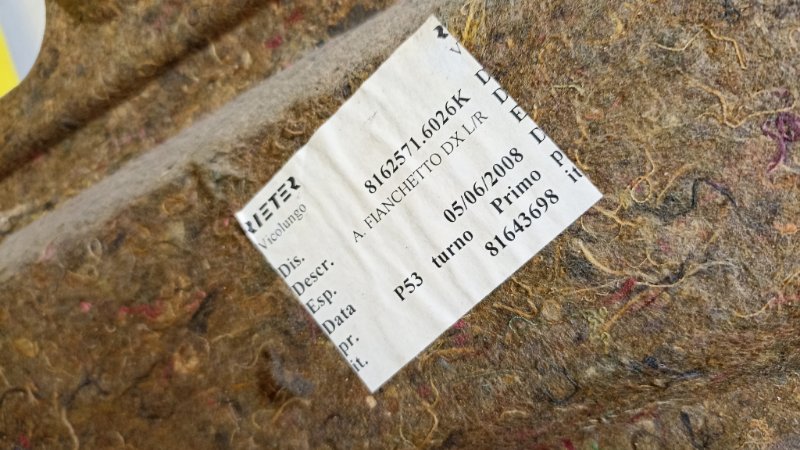 RIETER
Vicolungo
Dis. 8162571.6026K
Descr. A. FIANCHETTO DX L/R
Esp.
Data 05/06/2008
pr. P53 turno Primo
it. 81643698